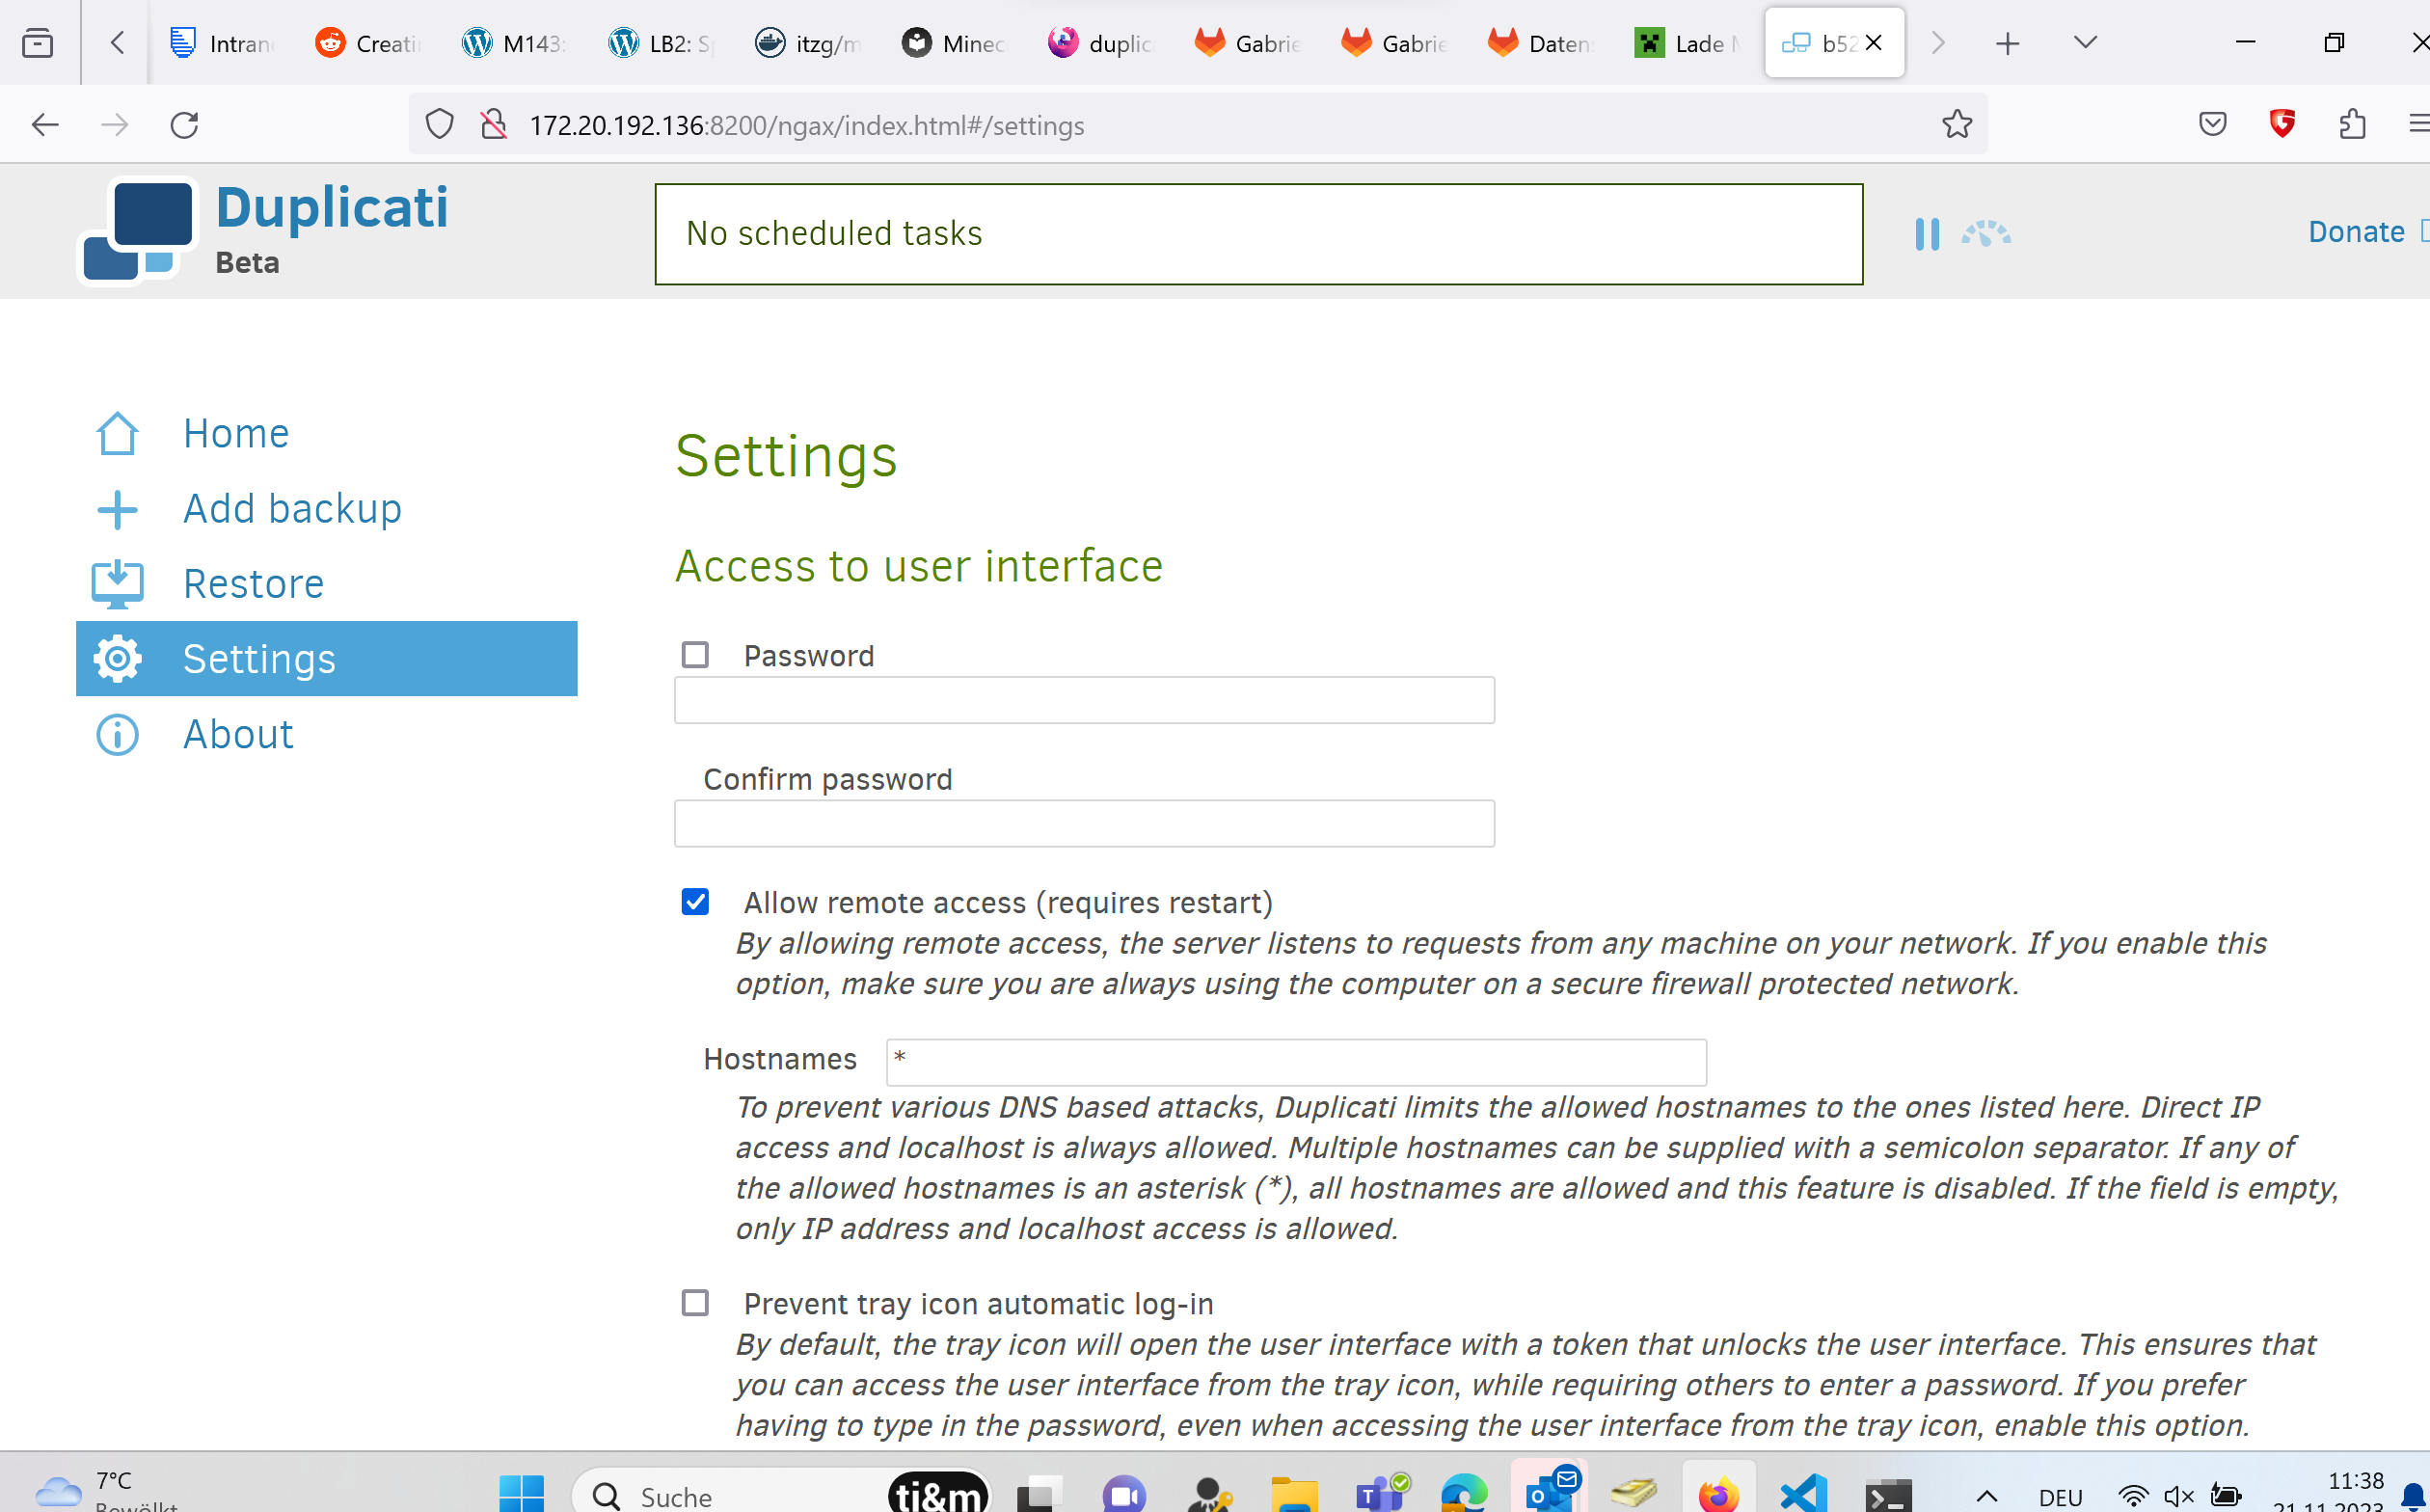 Intran
Creati
M143:
LB2: Sp
itzg/m
Minec
duplic
Gabrie
Gabrie
Daten
Lade M
b52
172.20.192.136:8200/ngax/index.html#/settings
Duplicati
Beta
No scheduled tasks
Donate
Home
Add backup
Restore
Settings
About
Settings
Access to user interface
Password
Confirm password
Allow remote access (requires restart)
By allowing remote access, the server listens to requests from any machine on your network. If you enable this
option, make sure you are always using the computer on a secure firewall protected network.
Hostnames *
To prevent various DNS based attacks, Duplicati limits the allowed hostnames to the ones listed here. Direct IP
access and localhost is always allowed. Multiple hostnames can be supplied with a semicolon separator. If any of
the allowed hostnames is an asterisk (*), all hostnames are allowed and this feature is disabled. If the field is empty,
only IP address and localhost access is allowed.
Prevent tray icon automatic log-in
By default, the tray icon will open the user interface with a token that unlocks the user interface. This ensures that
you can access the user interface from the tray icon, while requiring others to enter a password. If you prefer
having to type in the password, even when accessing the user interface from the tray icon, enable this option.
7°C
Bewölkt
Suche
ti&m
DEU
11:38
21.11.2023